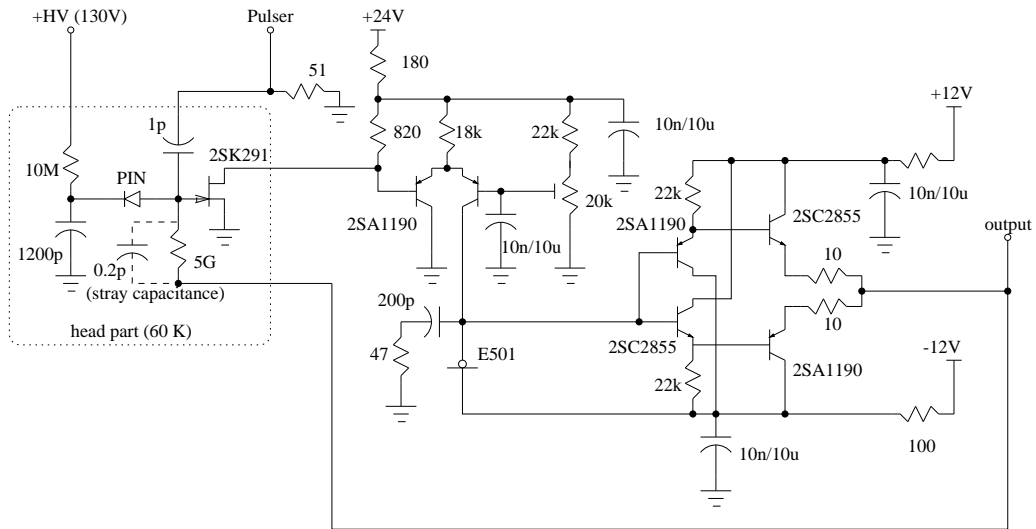 +HV (130V)
Pulser
+24V
180
51
+12V
1p
820
18k
22k
10n/10u
2SK291
10M
PIN
22k
10n/10u
2SC2855
20k
2SA1190
2SA1190
output
10n/10u
1200p
0.2p
5G
10
(stray capacitance)
200p
head part (60 K)
10
47
E501
2SC2855
2SA1190
-12V
22k
100
10n/10u